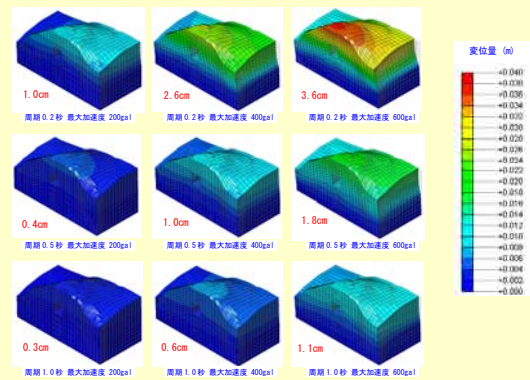 1.0cm
2.6cm
3.6cm
周期0.2秒 最大加速度 200gal
周期0.2秒 最大加速度 400gal
周期0.2秒 最大加速度 600gal
0.4cm
1.0cm
1.8cm
周期0.5秒 最大加速度 200gal
周期0.5秒 最大加速度 400gal
周期0.5秒 最大加速度 600gal
0.3cm
0.6cm
1.1cm
周期1.0秒 最大加速度 200gal
周期1.0秒 最大加速度 400gal
周期1.0秒 最大加速度 600gal
変位量 (m)
+0.040
+0.038
+0.036
+0.034
+0.032
+0.030
+0.028
+0.026
+0.024
+0.022
+0.020
+0.018
+0.016
+0.014
+0.012
+0.010
+0.008
+0.006
+0.004
+0.002
+0.000